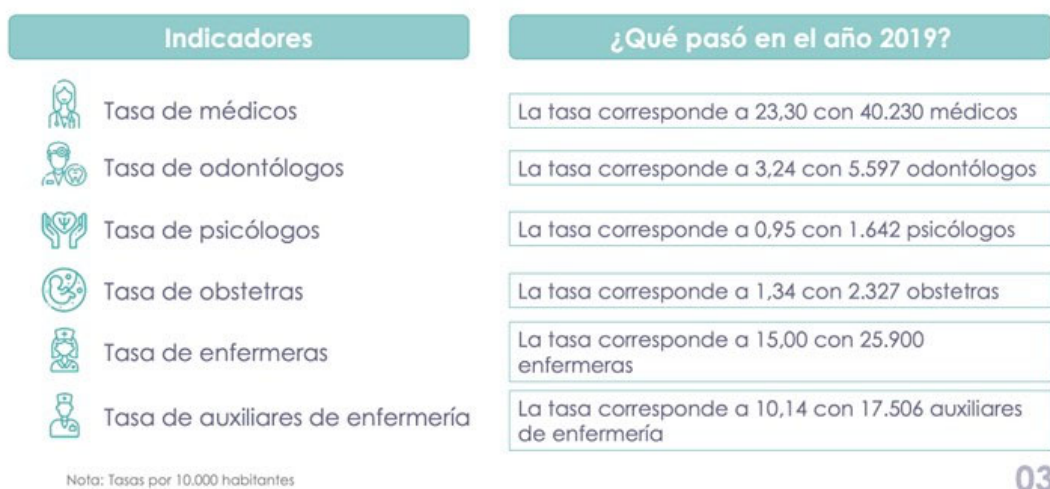 Indicadores
¿Qué pasó en el año 2019?
Tasa de médicos
La tasa corresponde a 23,30 con 40.230 médicos
Tasa de odontólogos
La tasa corresponde a 3,24 con 5.597 odontólogos
Tasa de psicólogos
La tasa corresponde a 0,95 con 1.642 psicólogos
Tasa de obstetras
La tasa corresponde a 1,34 con 2.327 obstetras
Tasa de enfermeras
La tasa corresponde a 15,00 con 25.900
enfermeras
Tasa de auxiliares de enfermería
La tasa corresponde a 10,14 con 17.506 auxiliares
de enfermería
Nota: Tasas por 10.000 habitantes
03